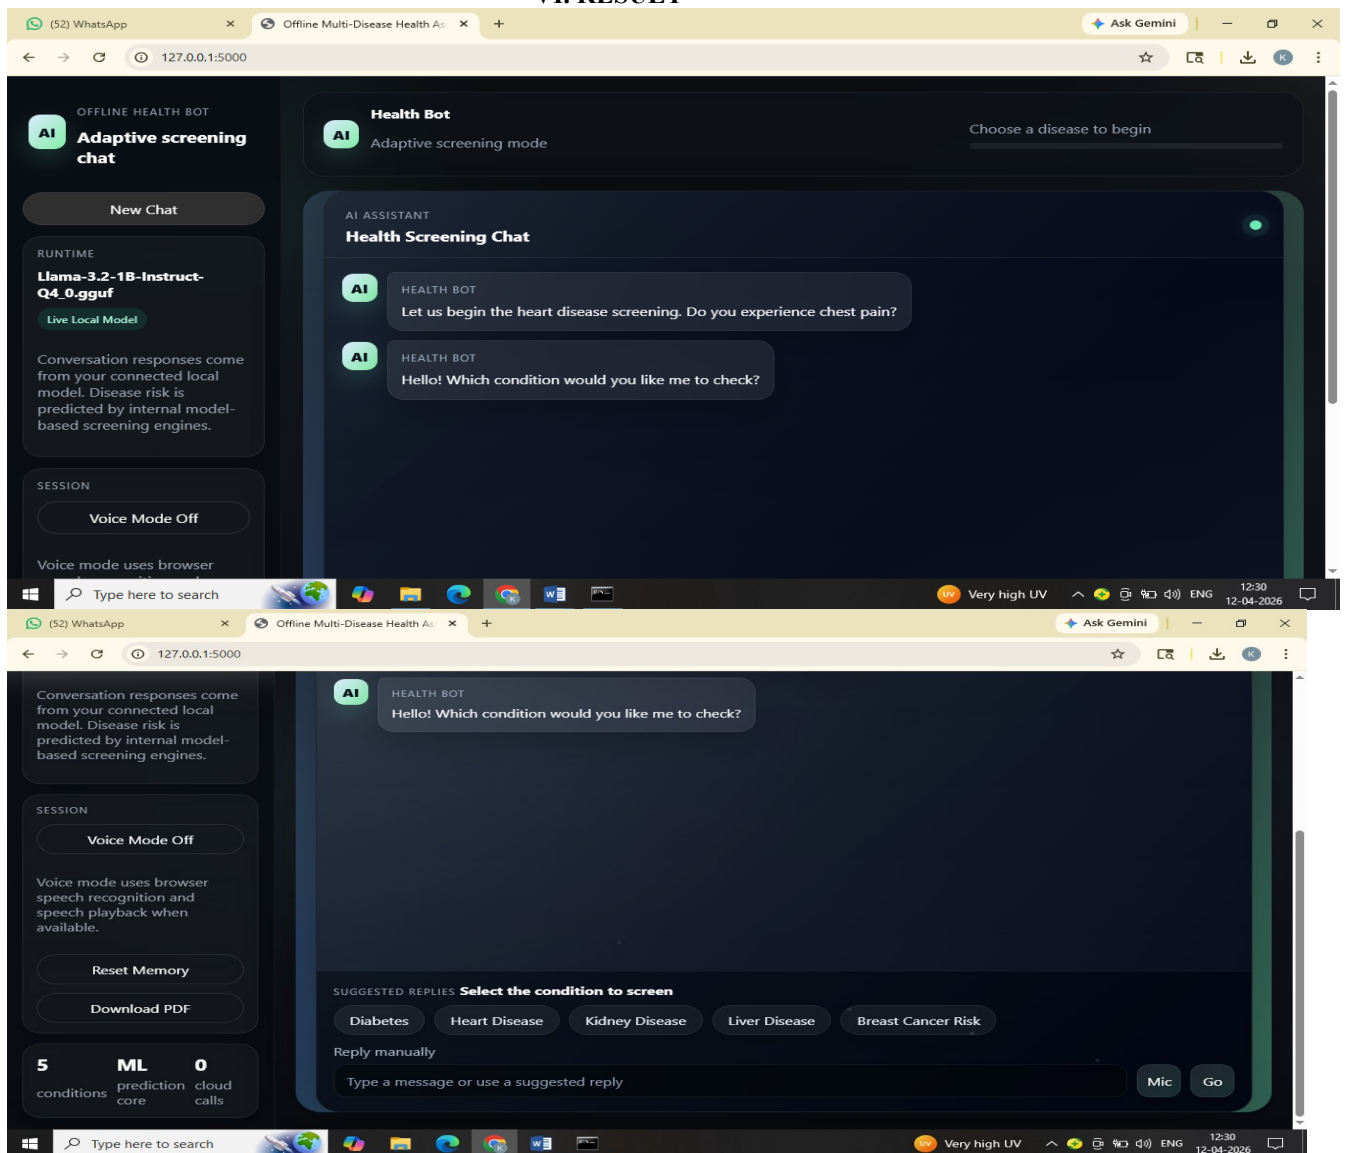 VI. RESULT
(52) WhatsApp
Offline Multi-Disease Health As
Ask Gemini
127.0.0.1:5000
K
OFFLINE HEALTH BOT
AI
Adaptive screening
chat
New Chat
RUNTIME
Llama-3.2-1B-Instruct-
Q4_0.gguf
Live Local Model
Conversation responses come
from your connected local
model. Disease risk is
predicted by internal model-
based screening engines.
SESSION
Voice Mode Off
Voice mode uses browser
AI
Health Bot
Adaptive screening mode
Choose a disease to begin
AI ASSISTANT
Health Screening Chat
AI
HEALTH BOT
Let us begin the heart disease screening. Do you experience chest pain?
AI
HEALTH BOT
Hello! Which condition would you like me to check?
Type here to search
UV
Very high UV
ENG
12:30
12-04-2026
(52) WhatsApp
Offline Multi-Disease Health As
Ask Gemini
127.0.0.1:5000
K
Conversation responses come
from your connected local
model. Disease risk is
predicted by internal model-
based screening engines.
SESSION
Voice Mode Off
Voice mode uses browser
speech recognition and
speech playback when
available.
Reset Memory
Download PDF
5 ML 0
conditions prediction cloud
core calls
AI
HEALTH BOT
Hello! Which condition would you like me to check?
SUGGESTED REPLIES Select the condition to screen
Diabetes Heart Disease Kidney Disease Liver Disease Breast Cancer Risk
Reply manually
Type a message or use a suggested reply
Mic Go
Type here to search
UV
Very high UV
ENG
12:30
12-04-2026